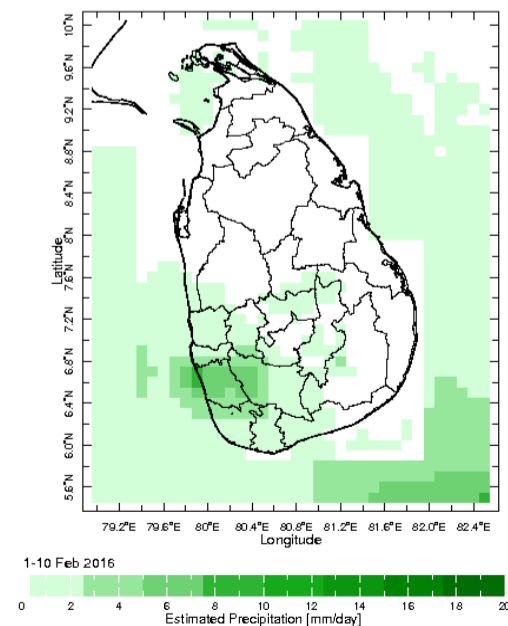 10°N
9.6°N
9.2°N
8.8°N
8.4°N
8°N
7.6°N
7.2°N
6.8°N
6.4°N
6.0°N
5.6°N
Latitude
79.2°E 79.6°E 80°E 80.4°E 80.8°E 81.2°E 81.6°E 82.0°E 82.4°E
Longitude
1-10 Feb 2016
0 2 4 6 8 10 12 14 16 18 20
Estimated Precipitation [mm/day]